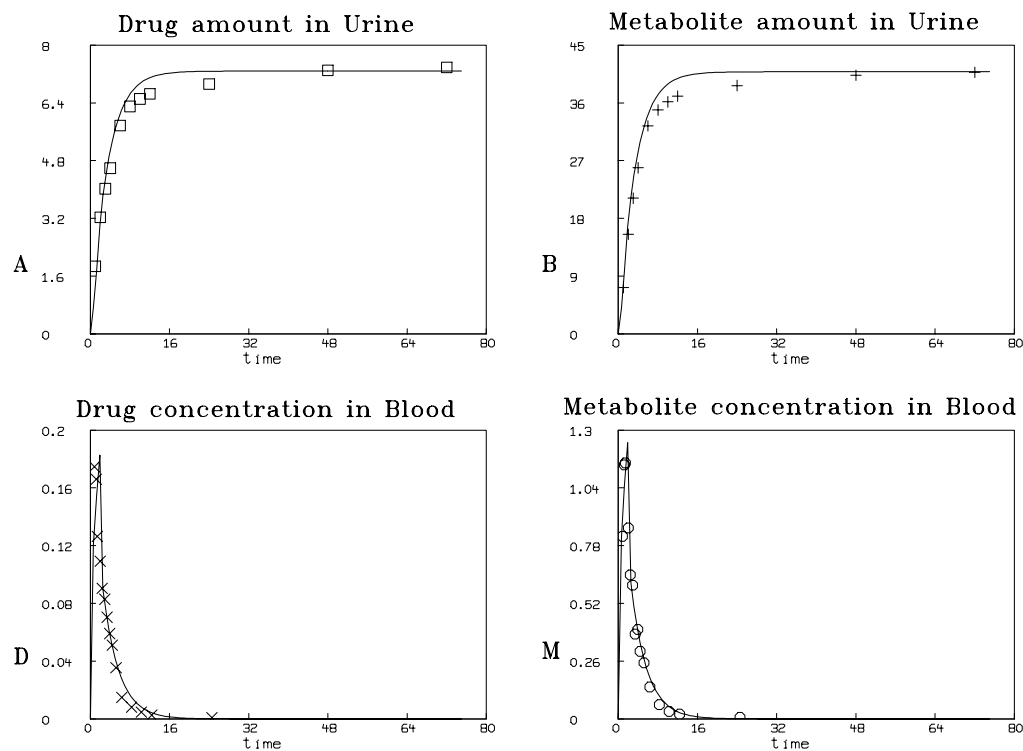 Drug amount in Urine
8
6.4
4.8
3.2
A
1.6
0
0 16 32 48 64 80
time
Metabolite amount in Urine
45
36
27
18
B
9
0
0 16 32 48 64 80
time
Drug concentration in Blood
0.2
0.16
0.12
0.08
D
0.04
0
0 16 32 48 64 80
time
Metabolite concentration in Blood
1.3
1.04
0.78
0.52
M
0.26
0
0 16 32 48 64 80
time